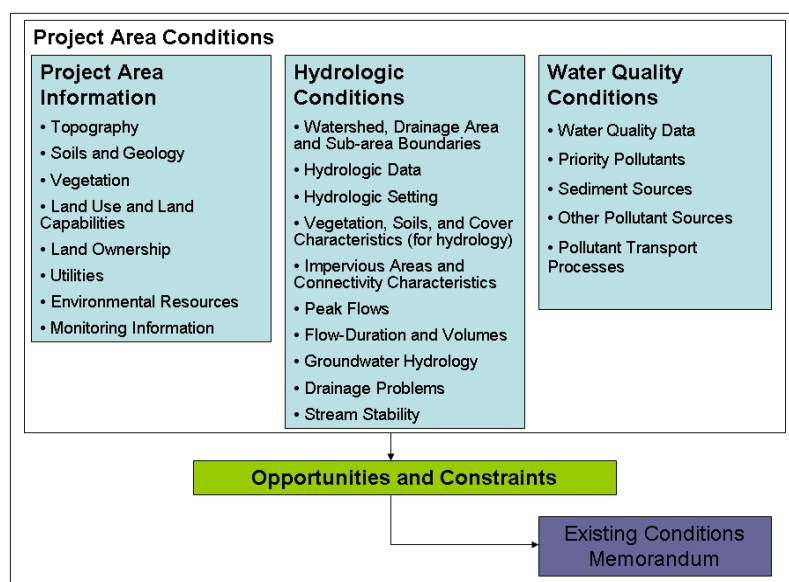 Project Area Conditions
Project Area
Information
• Topography
• Soils and Geology
• Vegetation
• Land Use and Land
Capabilities
• Land Ownership
• Utilities
• Environmental Resources
• Monitoring Information
Hydrologic
Conditions
• Watershed, Drainage Area
and Sub-area Boundaries
• Hydrologic Data
• Hydrologic Setting
• Vegetation, Soils, and Cover
Characteristics (for hydrology)
• Impervious Areas and
Connectivity Characteristics
• Peak Flows
• Flow-Duration and Volumes
• Groundwater Hydrology
• Drainage Problems
• Stream Stability
Water Quality
Conditions
• Water Quality Data
• Priority Pollutants
• Sediment Sources
• Other Pollutant Sources
• Pollutant Transport
Processes
Opportunities and Constraints
Existing Conditions
Memorandum